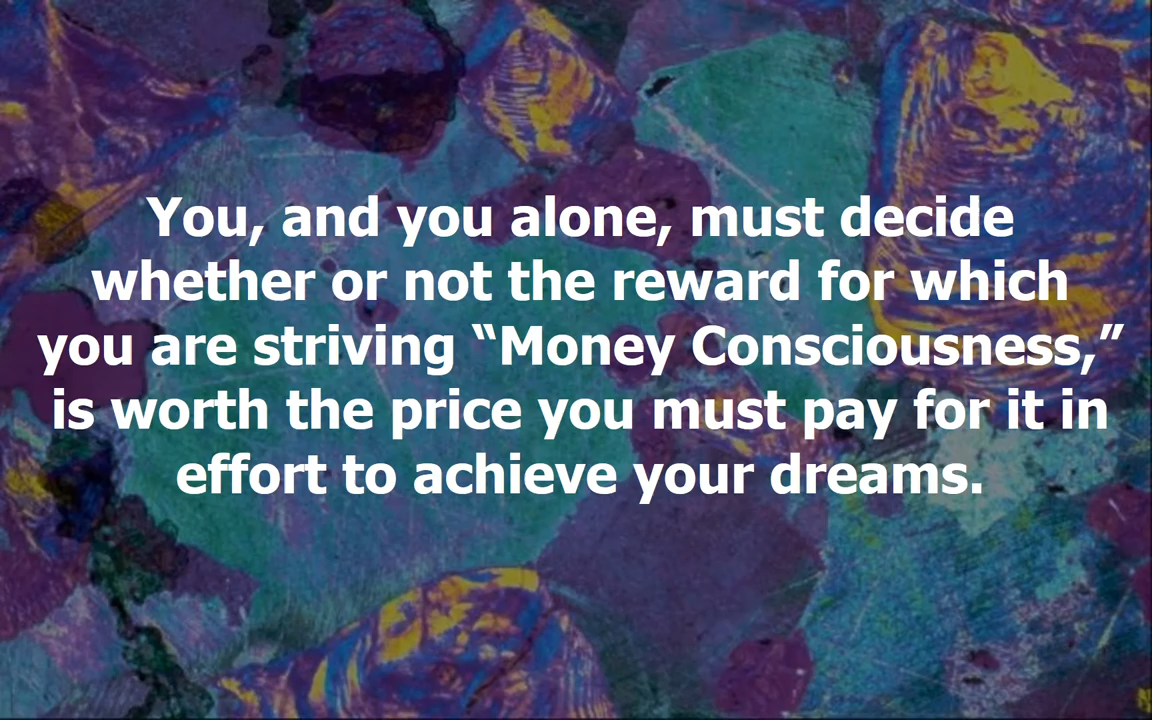 You, and you alone, must decide
whether or not the reward for which
you are striving “Money Consciousness,”
is worth the price you must pay for it in
effort to achieve your dreams.